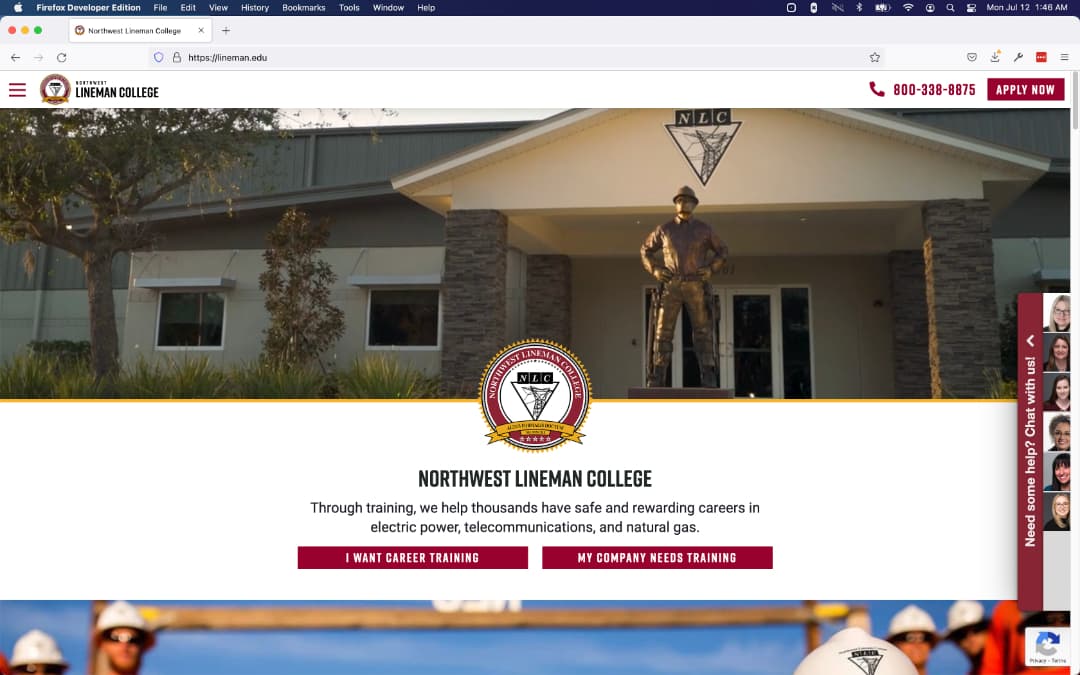 Firefox Developer Edition File Edit View History Bookmarks Tools Window Help Mon Jul 12 1:46 AM
Northwest Lineman College
https://lineman.edu
NORTHWEST
LINEMAN COLLEGE
800-338-8875
APPLY NOW
NLC
NORTHWEST LINEMAN COLLEGE
NLC
NORTHWEST LINEMAN COLLEGE
Through training, we help thousands have safe and rewarding careers in
electric power, telecommunications, and natural gas.
I WANT CAREER TRAINING
MY COMPANY NEEDS TRAINING
Need some help? Chat with us!
NLC
Privacy - Terms